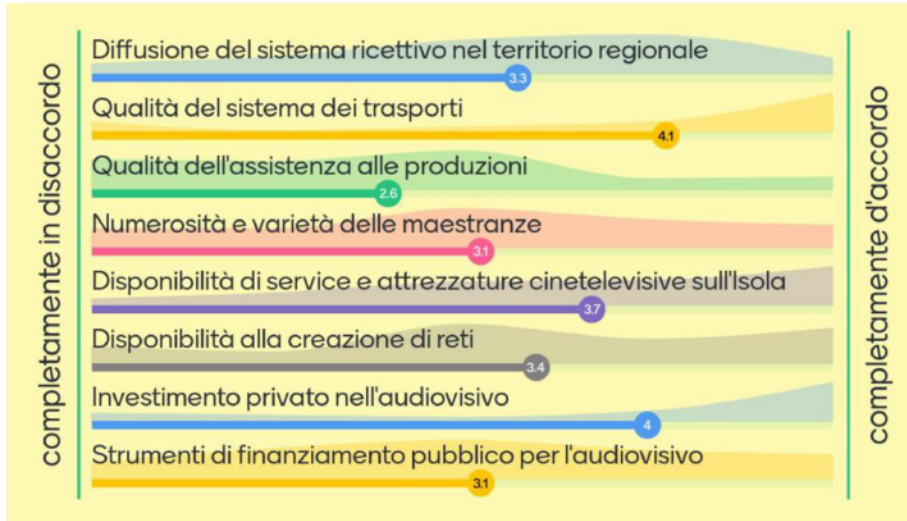 completamente in disaccordo
Diffusione del sistema ricettivo nel territorio regionale
3.3
Qualità del sistema dei trasporti
4.1
Qualità dell'assistenza alle produzioni
2.6
Numerosità e varietà delle maestranze
3.1
Disponibilità di service e attrezzature cinetelevisive sull'Isola
3.7
Disponibilità alla creazione di reti
3.4
Investimento privato nell'audiovisivo
4
Strumenti di finanziamento pubblico per l'audiovisivo
3.1
completamente d'accordo